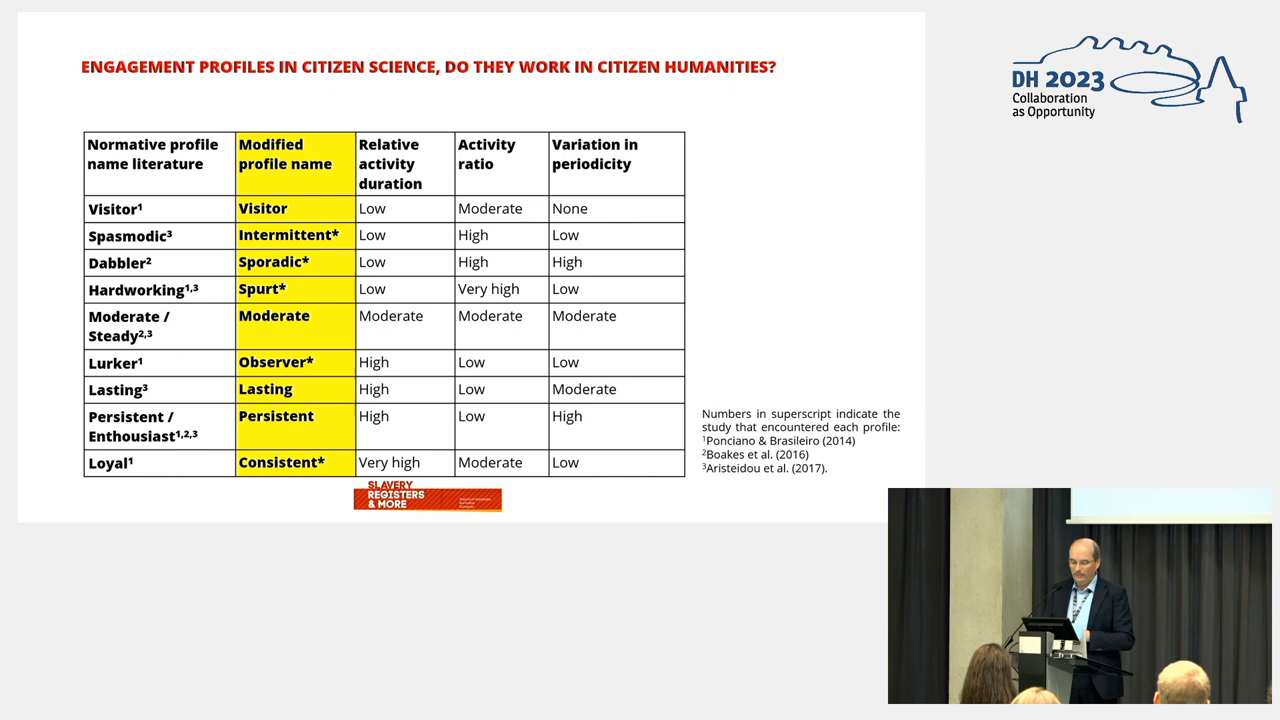 ENGAGEMENT PROFILES IN CITIZEN SCIENCE, DO THEY WORK IN CITIZEN HUMANITIES?
DH 2023
Collaboration
as Opportunity
Normative profile name literature Modified profile name Relative activity duration Activity ratio Variation in periodicity
Visitor¹ Visitor Low Moderate None
Spasmodic³ Intermittent* Low High Low
Dabbler² Sporadic* Low High High
Hardworking¹,³ Spurt* Low Very high Low
Moderate / Steady²,³ Moderate Moderate Moderate Moderate
Lurker¹ Observer* High Low Low
Lasting³ Lasting High Low Moderate
Persistent / Enthousiast¹,²,³ Persistent High Low High
Loyal¹ Consistent* Very high Moderate Low
Numbers in superscript indicate the
study that encountered each profile:
¹Ponciano & Brasileiro (2014)
²Boakes et al. (2016)
³Aristeidou et al. (2017).
SLAVERY
REGISTERS
& MORE